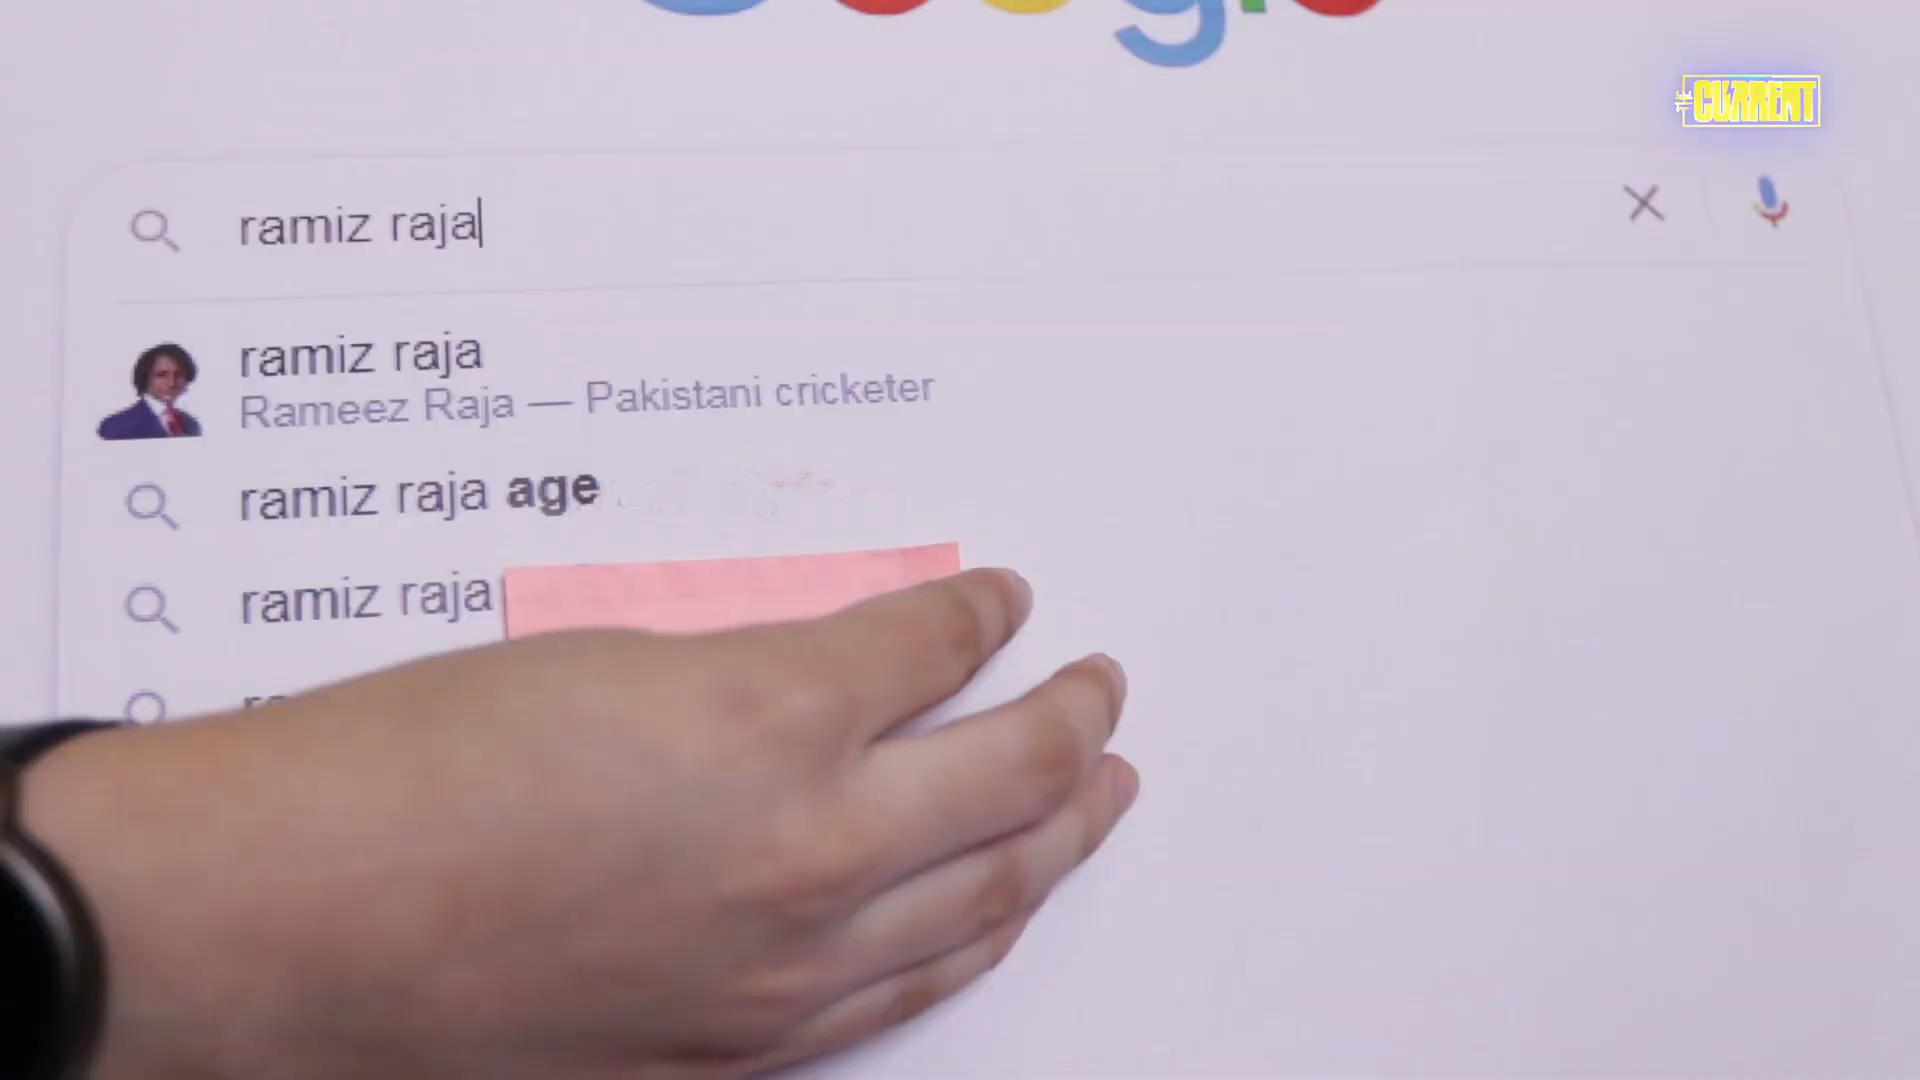 #CURRENT
ramiz raja
ramiz raja
Rameez Raja — Pakistani cricketer
ramiz raja age
ramiz raja